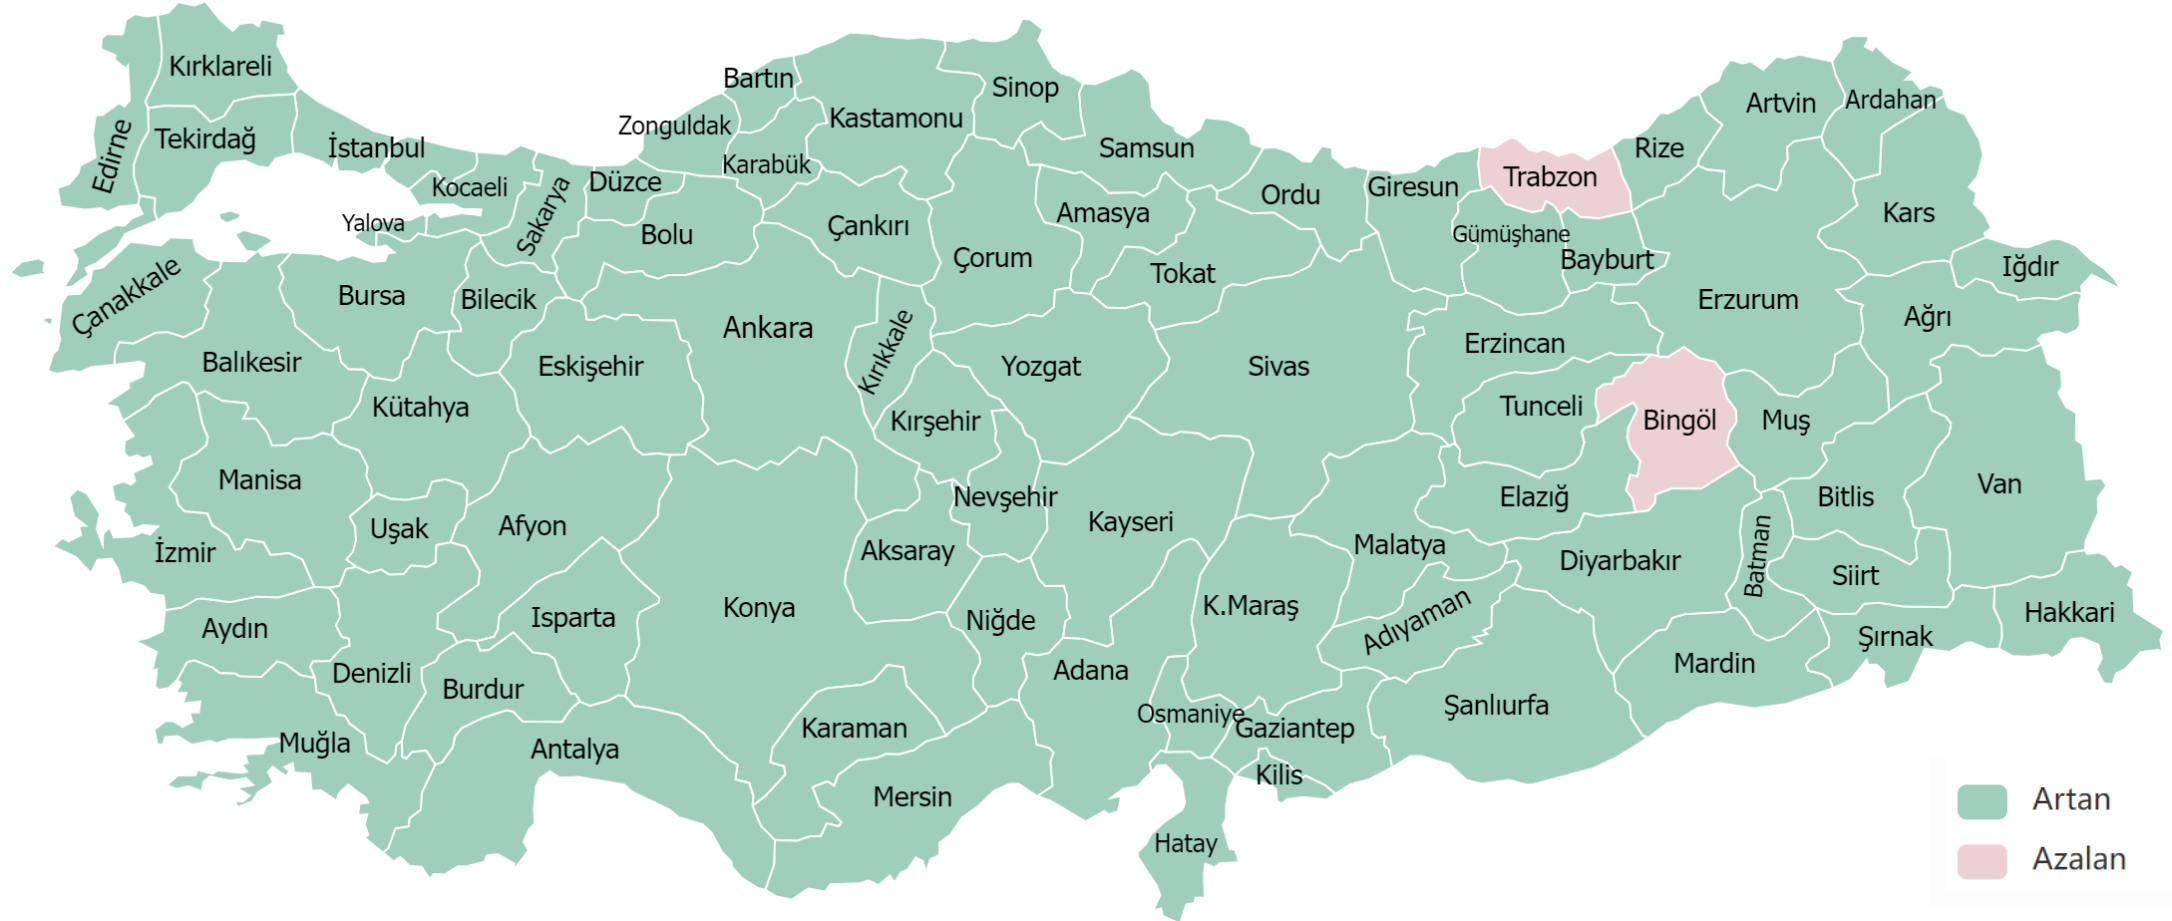 Kırklareli
Edirne
Tekirdağ
İstanbul
Kocaeli
Yalova
Sakarya
Düzce
Zonguldak
Bartın
Karabük
Kastamonu
Sinop
Samsun
Bolu
Çankırı
Çorum
Amasya
Tokat
Ordu
Giresun
Trabzon
Rize
Artvin
Ardahan
Kars
Gümüşhane
Bayburt
Erzurum
Iğdır
Ağrı
Çanakkale
Balıkesir
Bursa
Bilecik
Eskişehir
Kütahya
Ankara
Kırıkkale
Kırşehir
Yozgat
Sivas
Erzincan
Tunceli
Bingöl
Muş
Bitlis
Van
Manisa
İzmir
Uşak
Afyon
Aksaray
Nevşehir
Kayseri
Malatya
Elazığ
Diyarbakır
Batman
Siirt
Hakkari
Şırnak
Mardin
Aydın
Denizli
Isparta
Burdur
Konya
Niğde
Adana
K.Maraş
Adıyaman
Şanlıurfa
Muğla
Antalya
Karaman
Mersin
Osmaniye
Gaziantep
Kilis
Hatay
Artan
Azalan